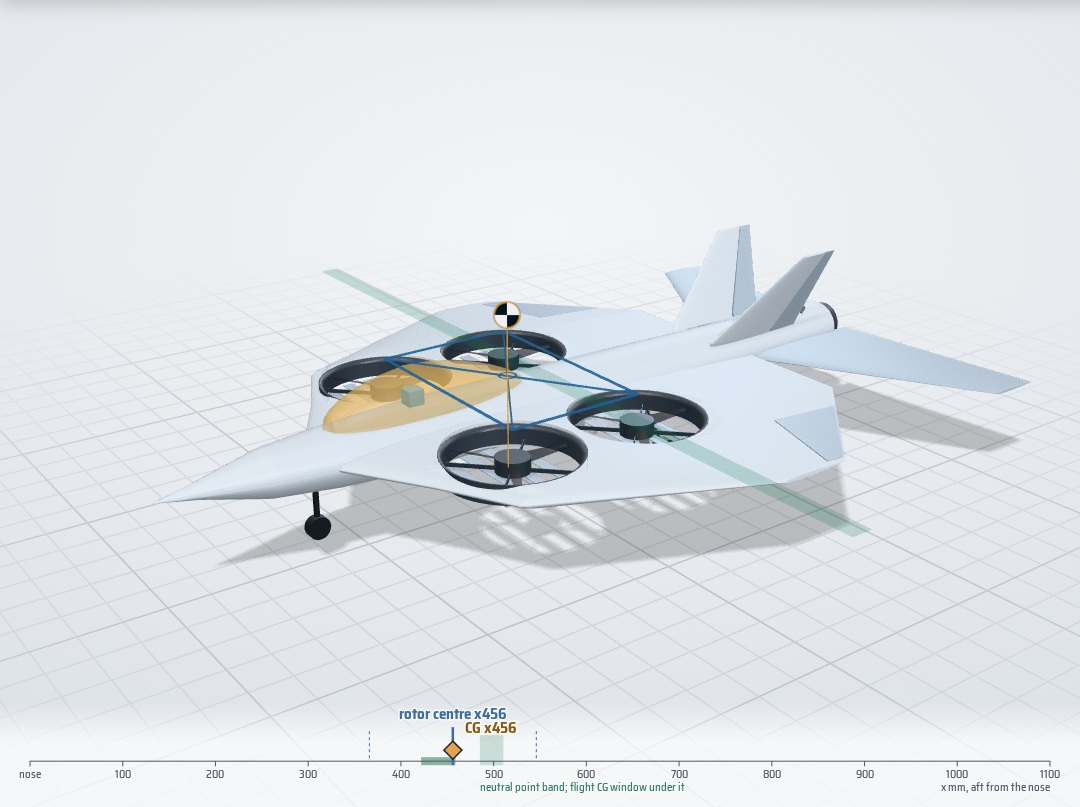 rotor centre x456
CG x456
nose 100 200 300 400 500 600 700 800 900 1000 1100
neutral point band; flight CG window under it
x mm, aft from the nose